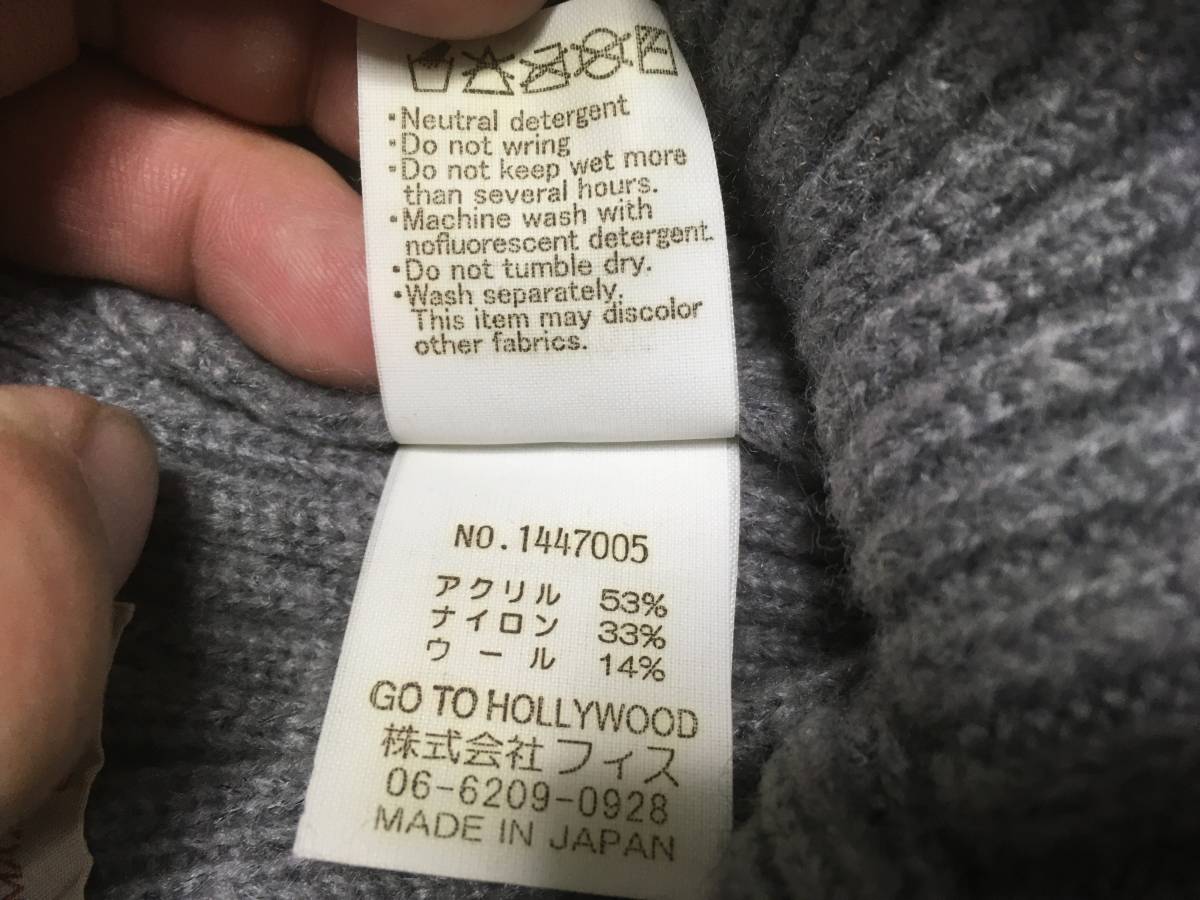 ・Neutral detergent
・Do not wring
・Do not keep wet more
than several hours.
・Machine wash with
nofluorescent detergent.
・Do not tumble dry.
・Wash separately.
This item may discolor
other fabrics.
NO.1447005
アクリル 53%
ナイロン 33%
ウール 14%
GO TO HOLLYWOOD
株式会社 フィス
06-6209-0928
MADE IN JAPAN